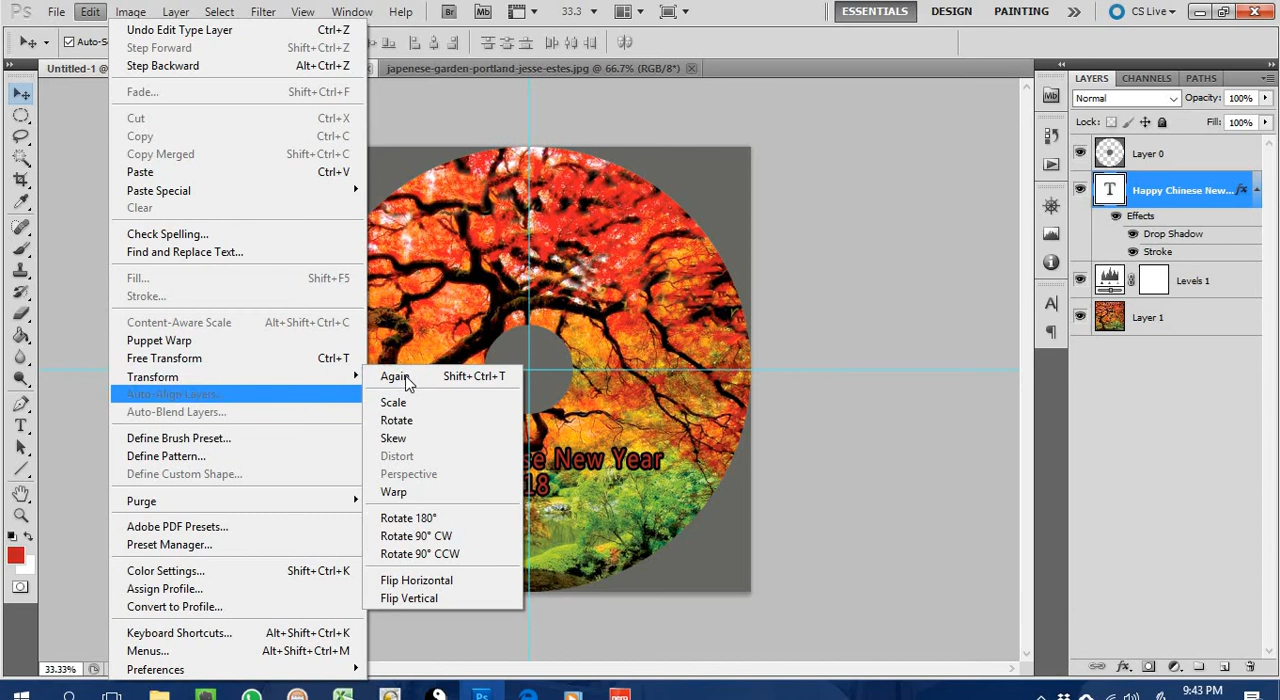 Ps File Edit Image Layer Select Filter View Window Help Br Mb 33.3 ESSENTIALS DESIGN PAINTING CS Live
Auto-S
Untitled-1 @
japenese-garden-portland-jesse-estes.jpg @ 66.7% (RGB/8*)
Undo Edit Type Layer Ctrl+Z
Step Forward Shift+Ctrl+Z
Step Backward Alt+Ctrl+Z
Fade... Shift+Ctrl+F
Cut Ctrl+X
Copy Ctrl+C
Copy Merged Shift+Ctrl+C
Paste Ctrl+V
Paste Special
Clear
Check Spelling...
Find and Replace Text...
Fill... Shift+F5
Stroke...
Content-Aware Scale Alt+Shift+Ctrl+C
Puppet Warp
Free Transform Ctrl+T
Transform
Auto-Align Layers...
Auto-Blend Layers...
Define Brush Preset...
Define Pattern...
Define Custom Shape...
Purge
Adobe PDF Presets...
Preset Manager...
Color Settings... Shift+Ctrl+K
Assign Profile...
Convert to Profile...
Keyboard Shortcuts... Alt+Shift+Ctrl+K
Menus... Alt+Shift+Ctrl+M
Preferences
Again Shift+Ctrl+T
Scale
Rotate
Skew
Distort
Perspective
Warp
Rotate 180°
Rotate 90° CW
Rotate 90° CCW
Flip Horizontal
Flip Vertical
se New Year
18
LAYERS CHANNELS PATHS
Normal Opacity: 100%
Lock: Fill: 100%
Layer 0
T Happy Chinese New... fx
Effects
Drop Shadow
Stroke
Levels 1
Layer 1
Mb
A
T
33.33%
Ps
nero
9:43 PM